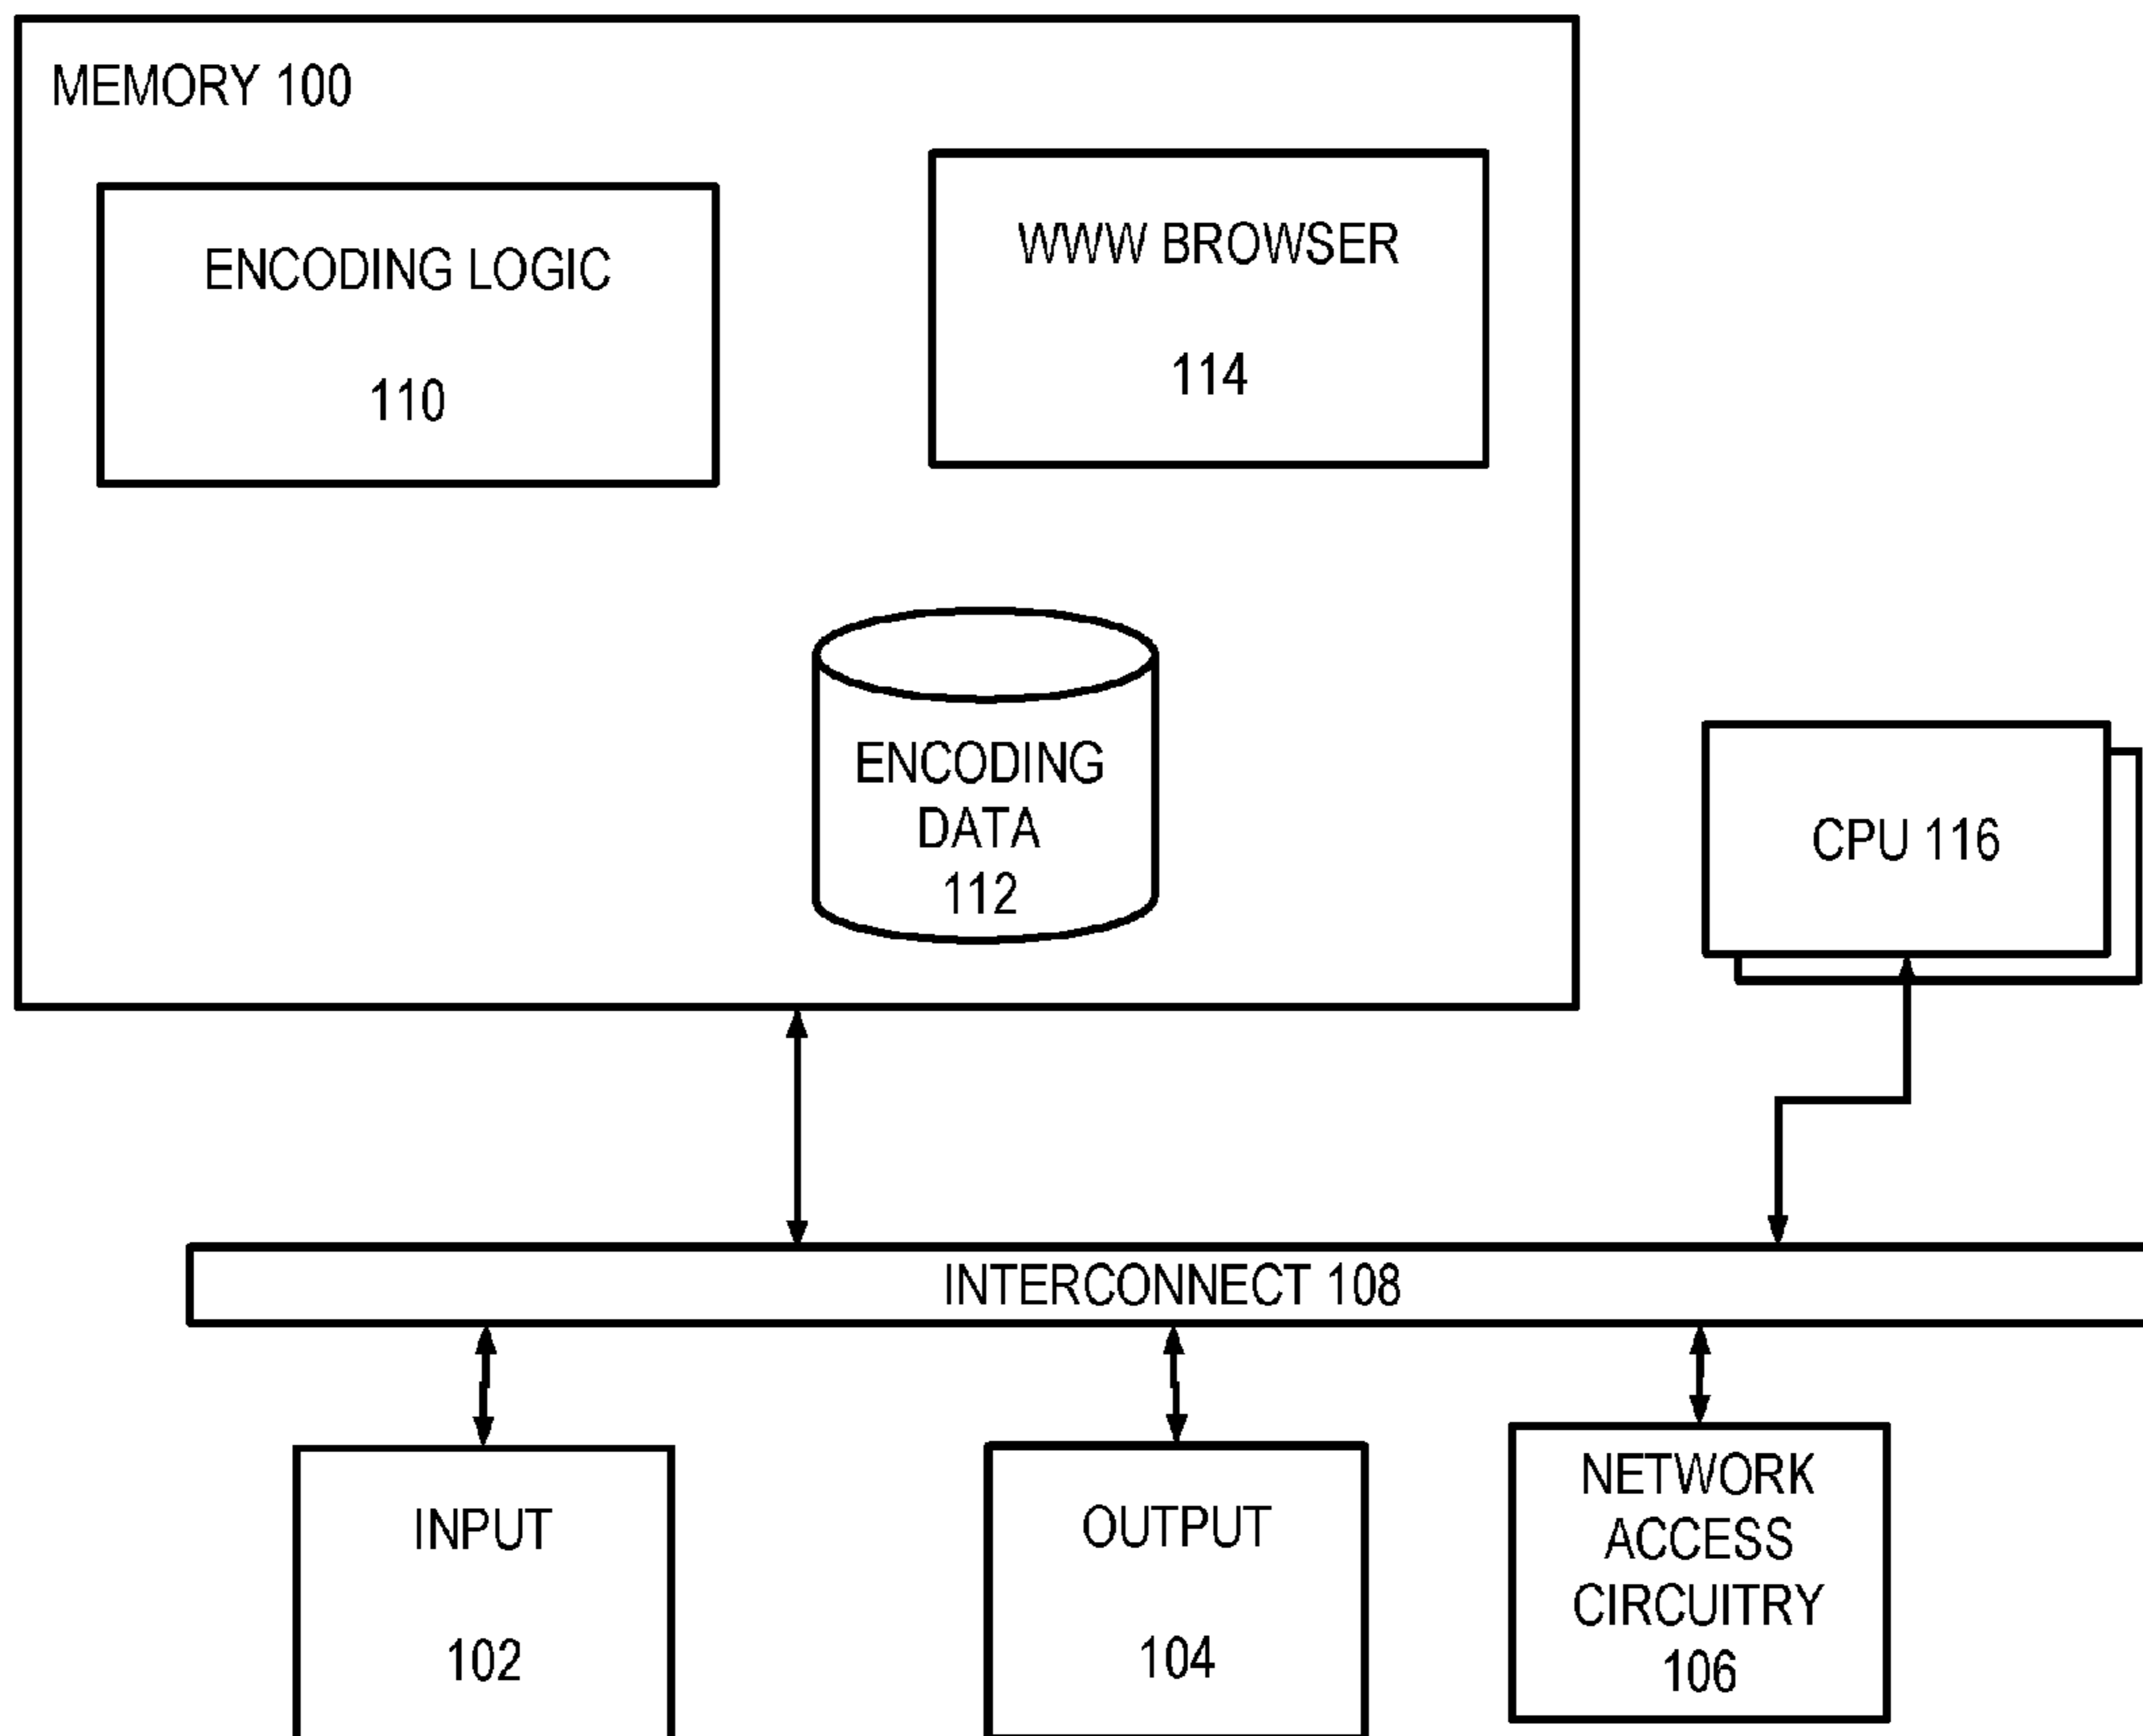 MEMORY 100
ENCODING LOGIC
110
WWW BROWSER
114
ENCODING
DATA
112
CPU 116
INTERCONNECT 108
INPUT
102
OUTPUT
104
NETWORK
ACCESS
CIRCUITRY
106